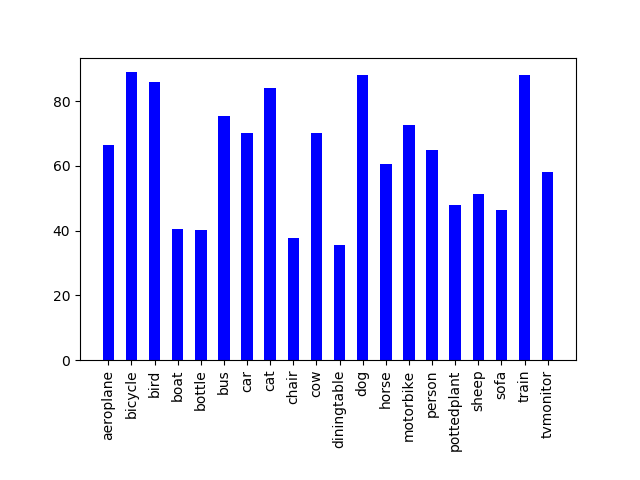 80
60
40
20
0
aeroplane
bicycle
bird
boat
bottle
bus
car
cat
chair
cow
diningtable
dog
horse
motorbike
person
pottedplant
sheep
sofa
train
tvmonitor